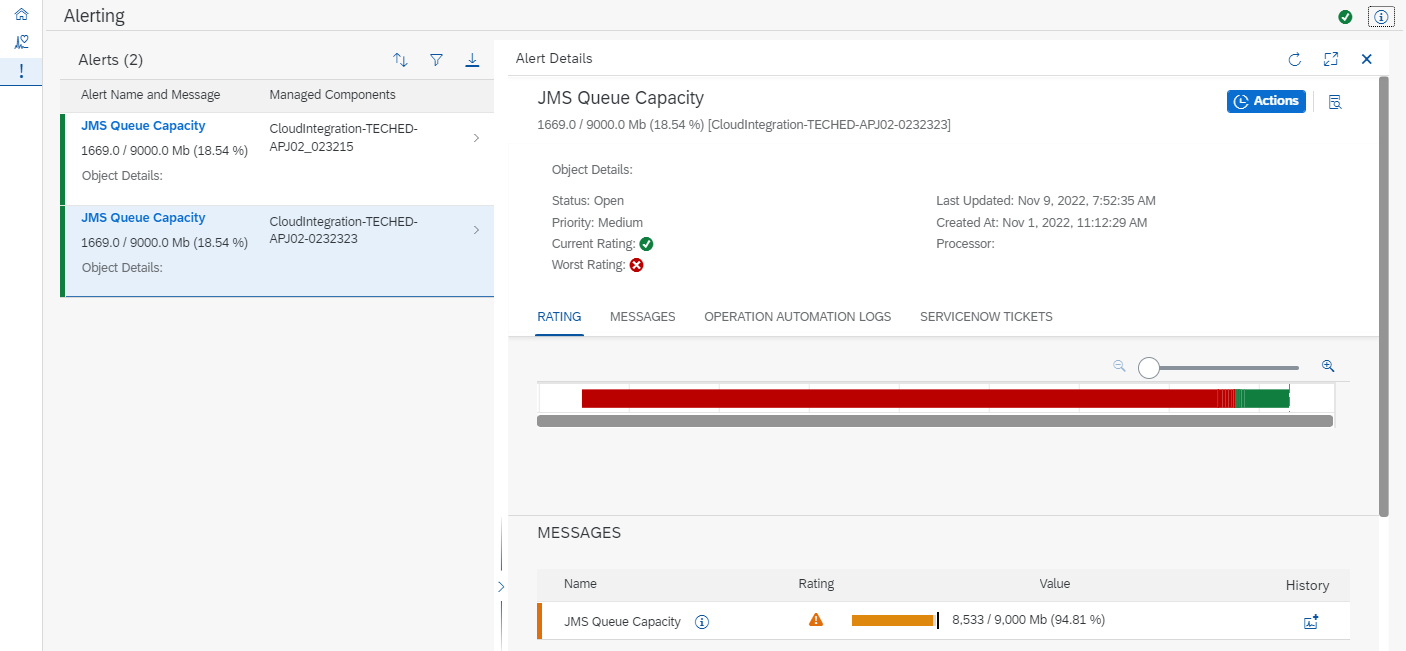 Alerting
Alerts (2)
Alert Name and Message Managed Components
JMS Queue Capacity
1669.0 / 9000.0 Mb (18.54 %)
Object Details:
CloudIntegration-TECHED-
APJ02_023215
JMS Queue Capacity
1669.0 / 9000.0 Mb (18.54 %)
Object Details:
CloudIntegration-TECHED-
APJ02-0232323
Alert Details
JMS Queue Capacity
Actions
1669.0 / 9000.0 Mb (18.54 %) [CloudIntegration-TECHED-APJ02-0232323]
Object Details:
Status: Open
Priority: Medium
Current Rating:
Worst Rating:
Last Updated: Nov 9, 2022, 7:52:35 AM
Created At: Nov 1, 2022, 11:12:29 AM
Processor:
RATING MESSAGES OPERATION AUTOMATION LOGS SERVICENOW TICKETS
MESSAGES
Name Rating Value History
JMS Queue Capacity 8,533 / 9,000 Mb (94.81 %)